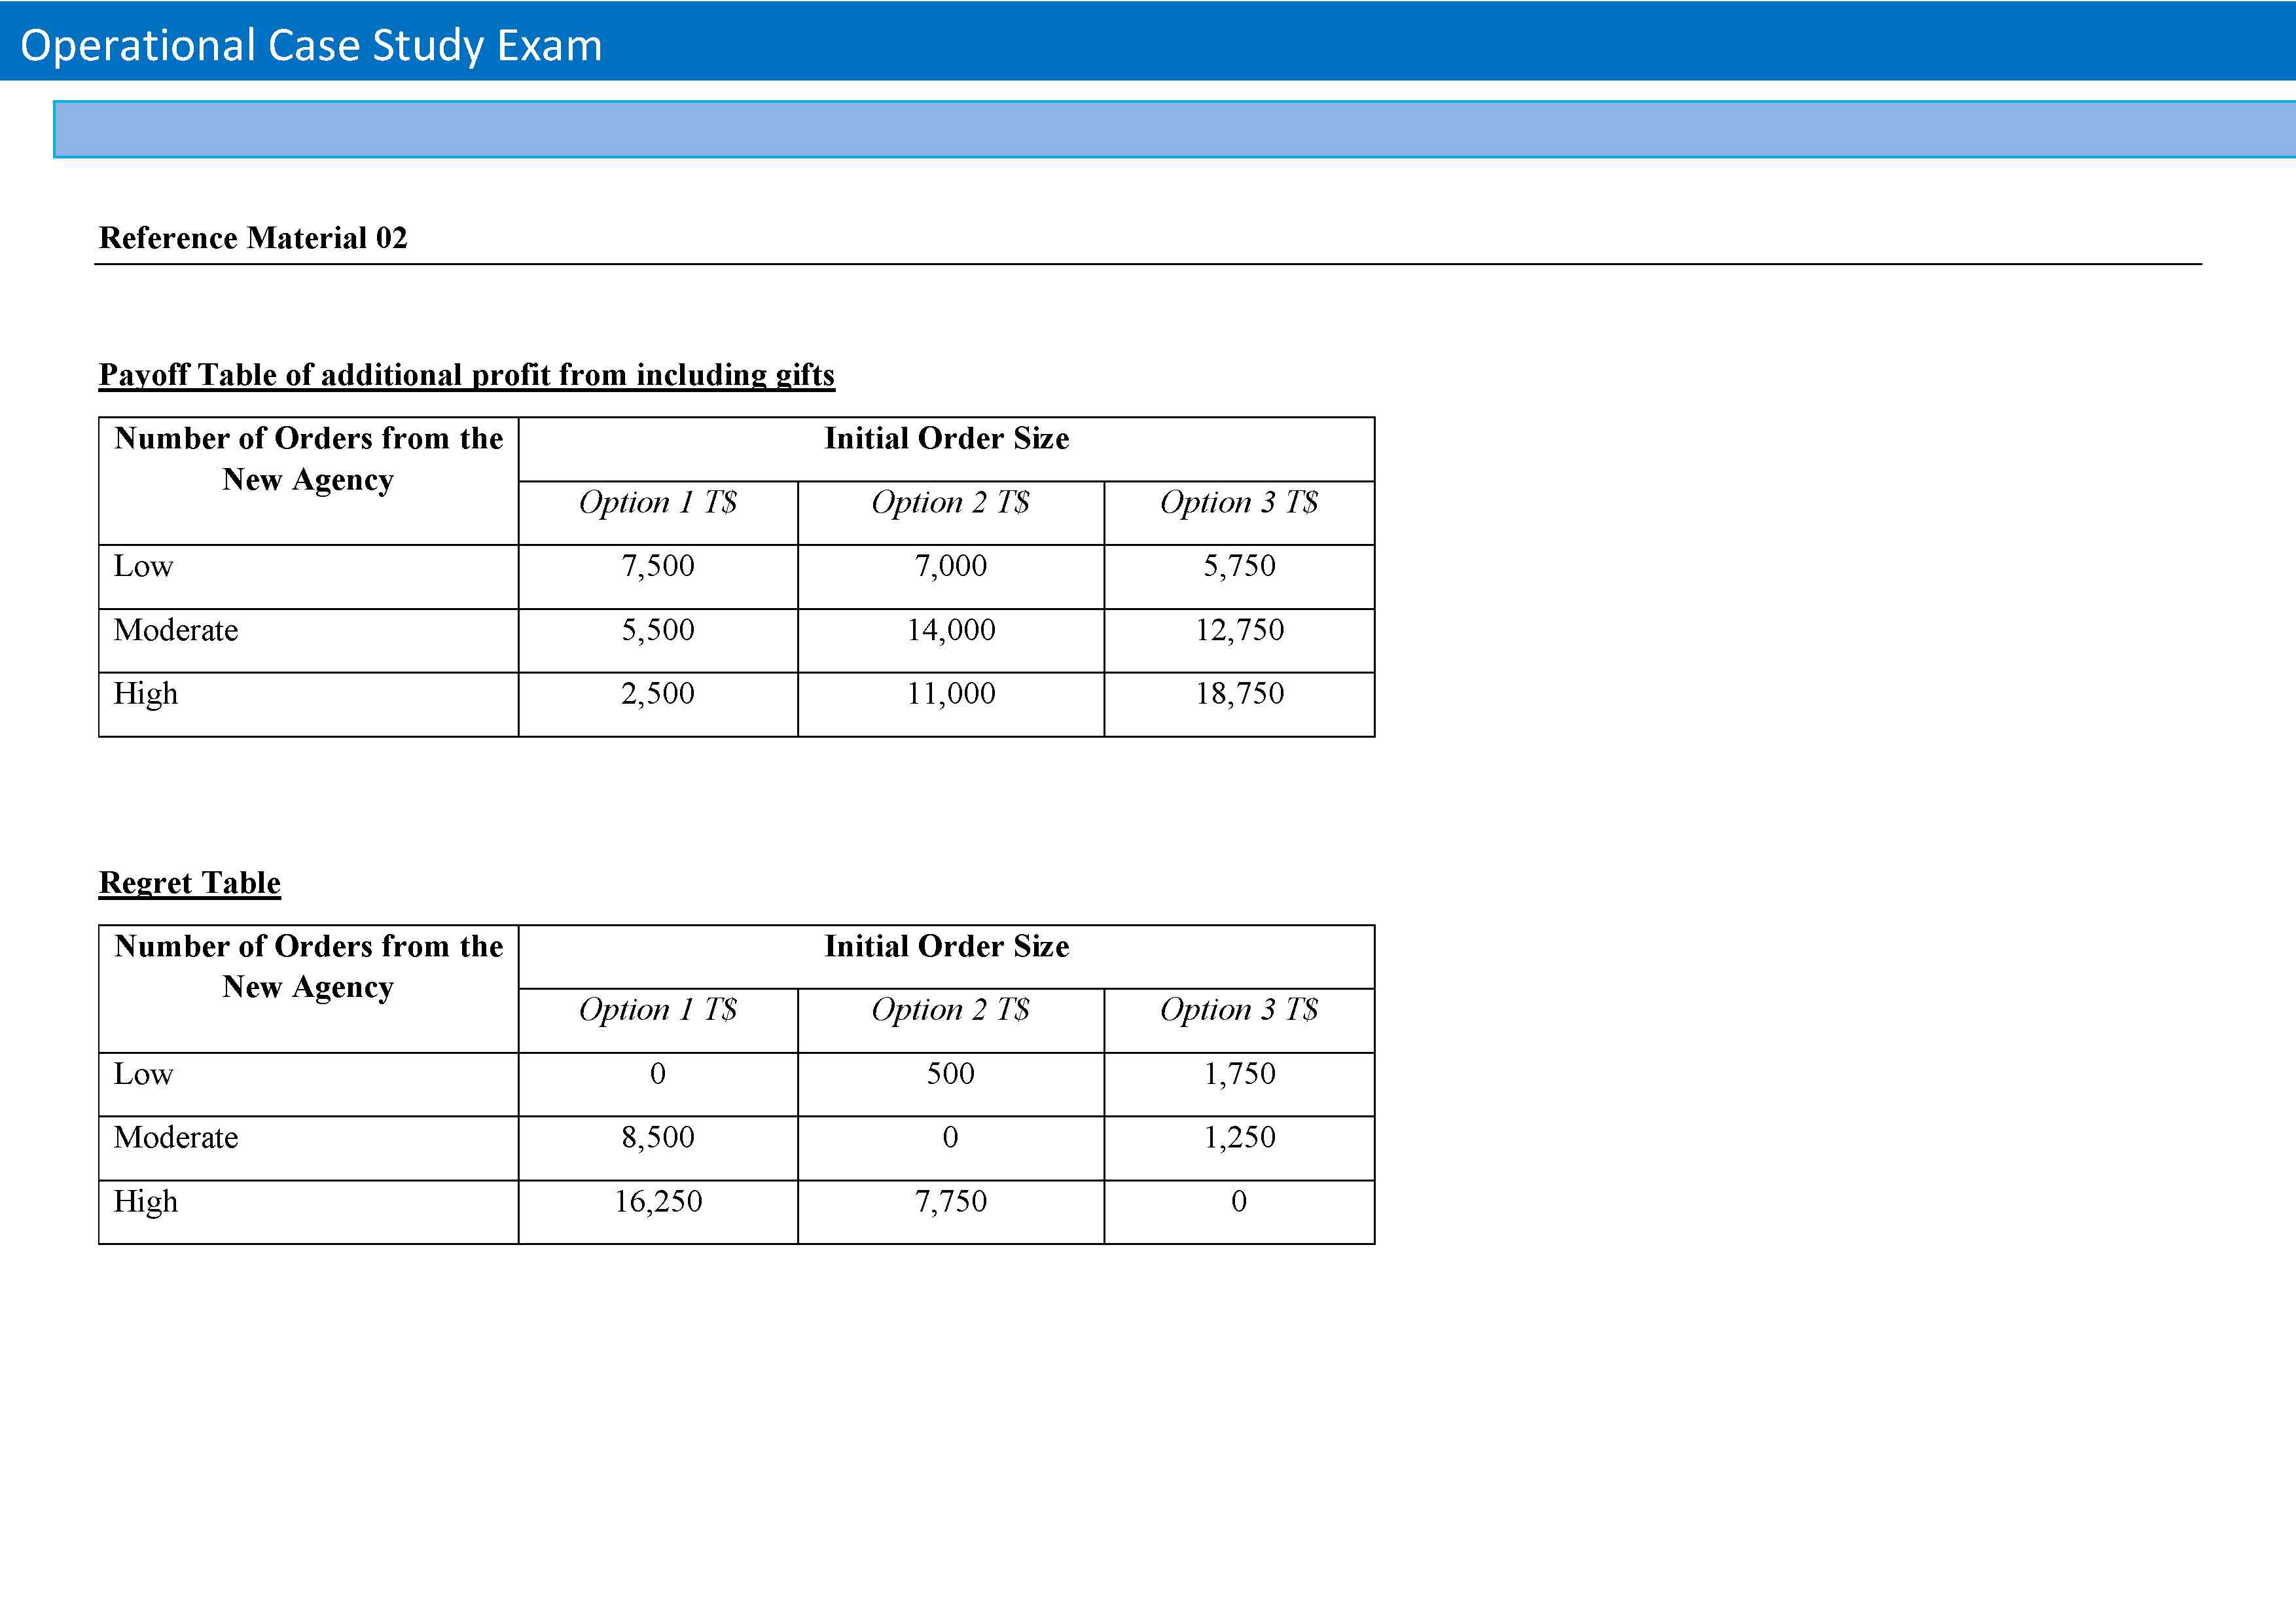 Operational Case Study Exam
Reference Material 02
Payoff Table of additional profit from including gifts
Number of Orders from the New Agency Initial Order Size
Option 1 T$ Option 2 T$ Option 3 T$
Low 7,500 7,000 5,750
Moderate 5,500 14,000 12,750
High 2,500 11,000 18,750
Regret Table
Number of Orders from the New Agency Initial Order Size
Option 1 T$ Option 2 T$ Option 3 T$
Low 0 500 1,750
Moderate 8,500 0 1,250
High 16,250 7,750 0